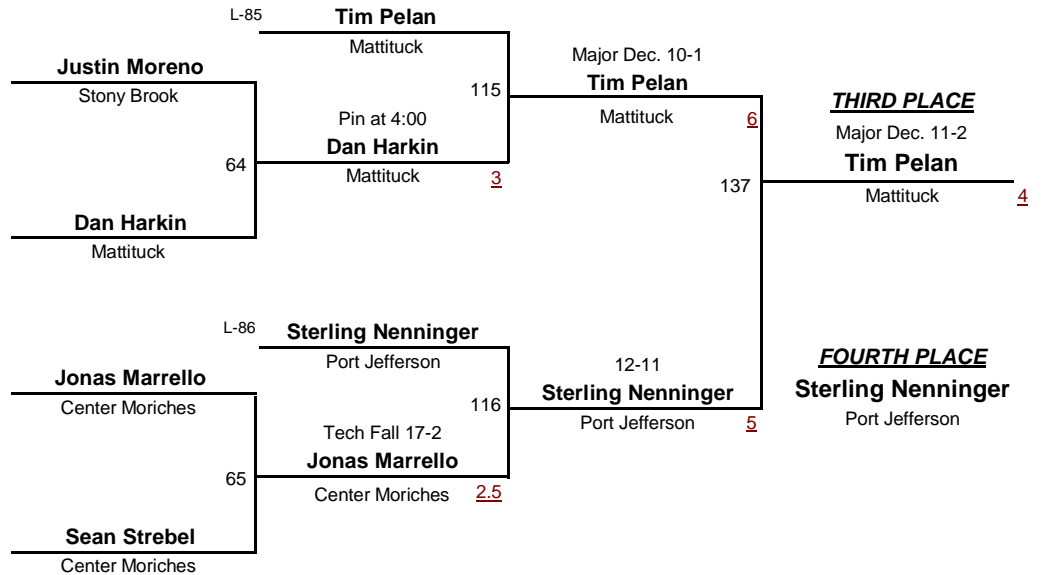 L-85
Tim Pelan
Mattituck
Justin Moreno
Stony Brook
115
Major Dec. 10-1
Tim Pelan
Mattituck
6
THIRD PLACE
Major Dec. 11-2
Tim Pelan
Mattituck
4
Pin at 4:00
Dan Harkin
Mattituck
3
64
137
Dan Harkin
Mattituck
L-86
Sterling Nenninger
Port Jefferson
Jonas Marrello
Center Moriches
116
12-11
Sterling Nenninger
Port Jefferson
5
FOURTH PLACE
Sterling Nenninger
Port Jefferson
Tech Fall 17-2
Jonas Marrello
Center Moriches
2.5
65
Sean Strebel
Center Moriches